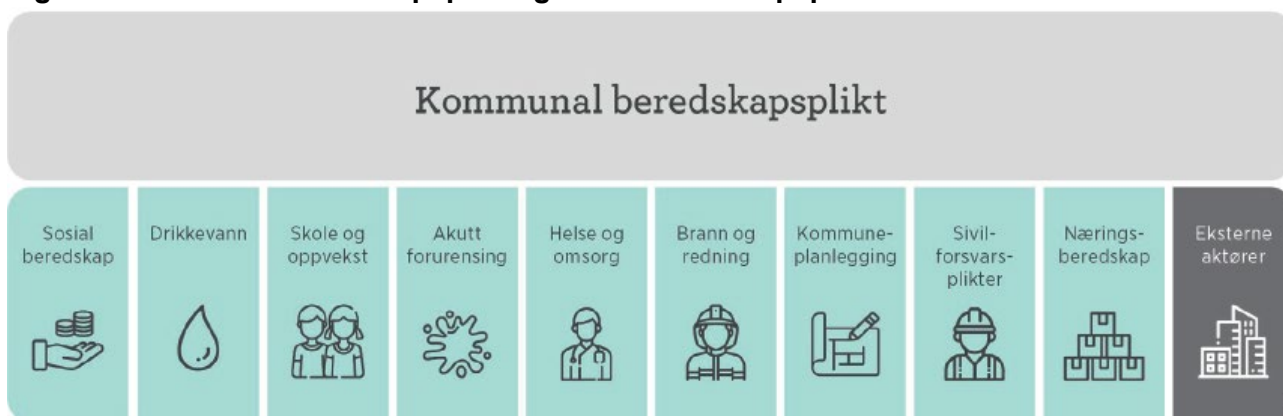 Kommunal beredskapsplikt
Sosial
beredskap
Drikkevann
Skole og
oppvekst
Akutt
forurensing
Helse og
omsorg
Brann og
redning
Kommune-
planlegging
Sivil-
forsvars-
plikter
Nærings-
beredskap
Eksterne
aktører